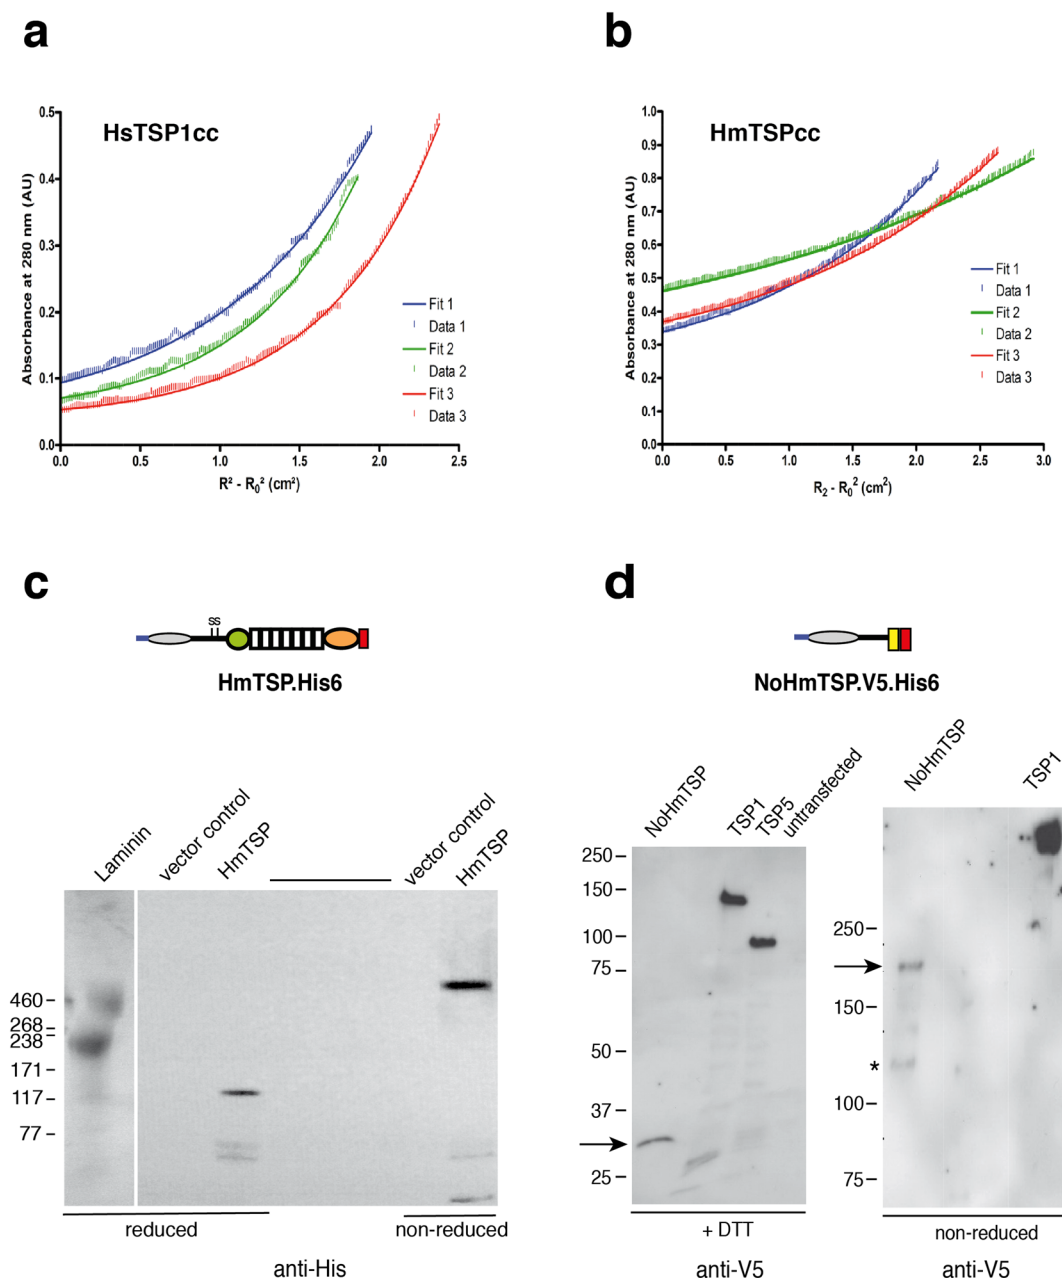 a
HsTSP1cc
Absorbance at 280 nm (AU)
0.5
0.4
0.3
0.2
0.1
0.0
0.0 0.5 1.0 1.5 2.0 2.5
R² - R₀² (cm²)
Fit 1
Data 1
Fit 2
Data 2
Fit 3
Data 3
b
HmTSPcc
Absorbance at 280 nm (AU)
1.0
0.9
0.8
0.7
0.6
0.5
0.4
0.3
0.2
0.1
0.0
0.0 0.5 1.0 1.5 2.0 2.5 3.0
R₂ - R₀² (cm²)
Fit 1
Data 1
Fit 2
Data 2
Fit 3
Data 3
c
SS
HmTSP.His6
Laminin
vector control
HmTSP
vector control
HmTSP
460
268
238
171
117
77
reduced
non-reduced
anti-His
d
NoHmTSP.V5.His6
NoHmTSP
TSP1
TSP5
untransfected
250
150
100
75
50
37
25
+ DTT
anti-V5
NoHmTSP
TSP1
250
150
*
100
75
non-reduced
anti-V5